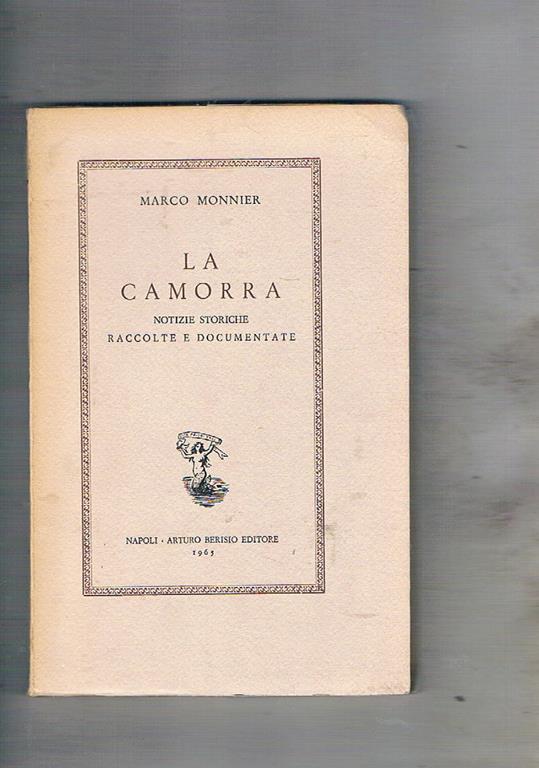 MARCO MONNIER
LA
CAMORRA
NOTIZIE STORICHE
RACCOLTE E DOCUMENTATE
NAPOLI · ARTURO BERISIO EDITORE
1965